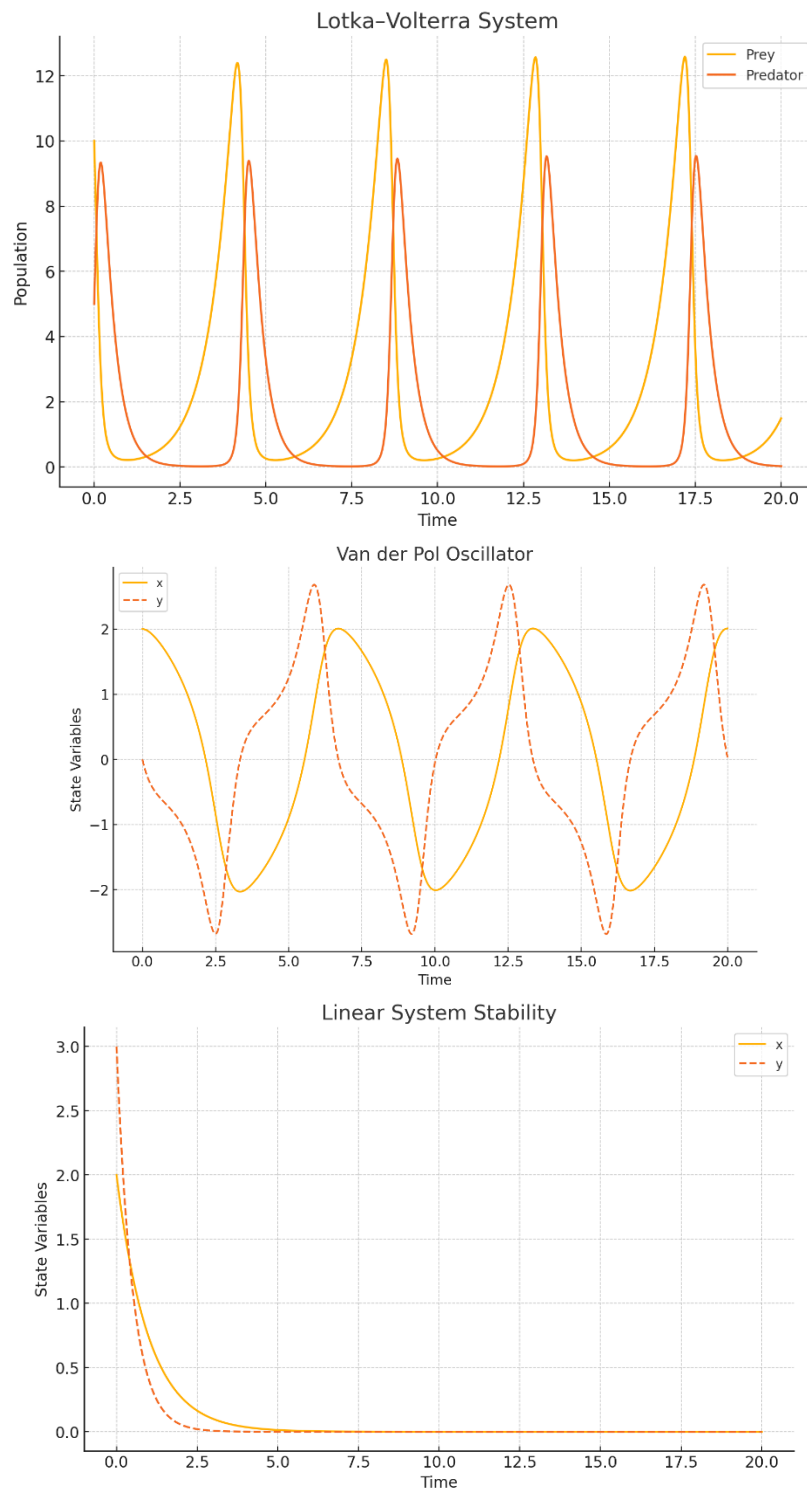 Lotka–Volterra System
Prey
Predator
12
10
8
6
4
2
0
Population
0.0 2.5 5.0 7.5 10.0 12.5 15.0 17.5 20.0
Time
Van der Pol Oscillator
x
y
2
1
0
−1
−2
State Variables
0.0 2.5 5.0 7.5 10.0 12.5 15.0 17.5 20.0
Time
Linear System Stability
x
y
3.0
2.5
2.0
1.5
1.0
0.5
0.0
State Variables
0.0 2.5 5.0 7.5 10.0 12.5 15.0 17.5 20.0
Time